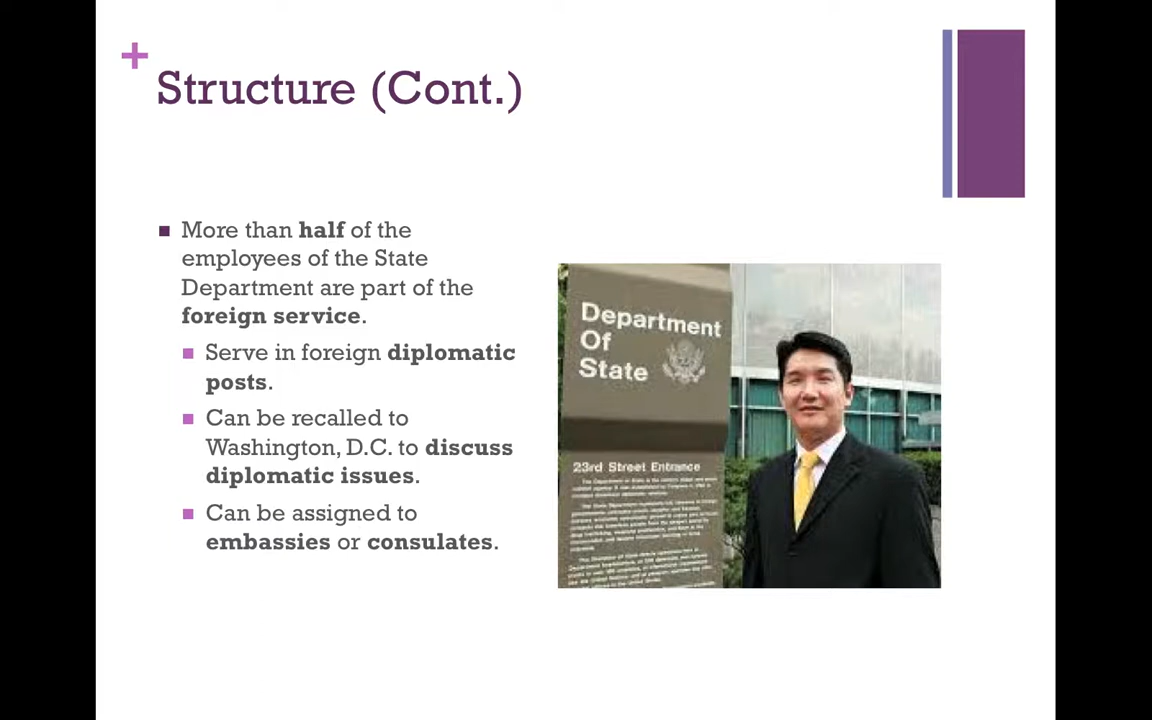 +
Structure (Cont.)
More than half of the
employees of the State
Department are part of the
foreign service.
Serve in foreign diplomatic
posts.
Can be recalled to
Washington, D.C. to discuss
diplomatic issues.
Can be assigned to
embassies or consulates.
Department
Of
State
23rd Street Entrance